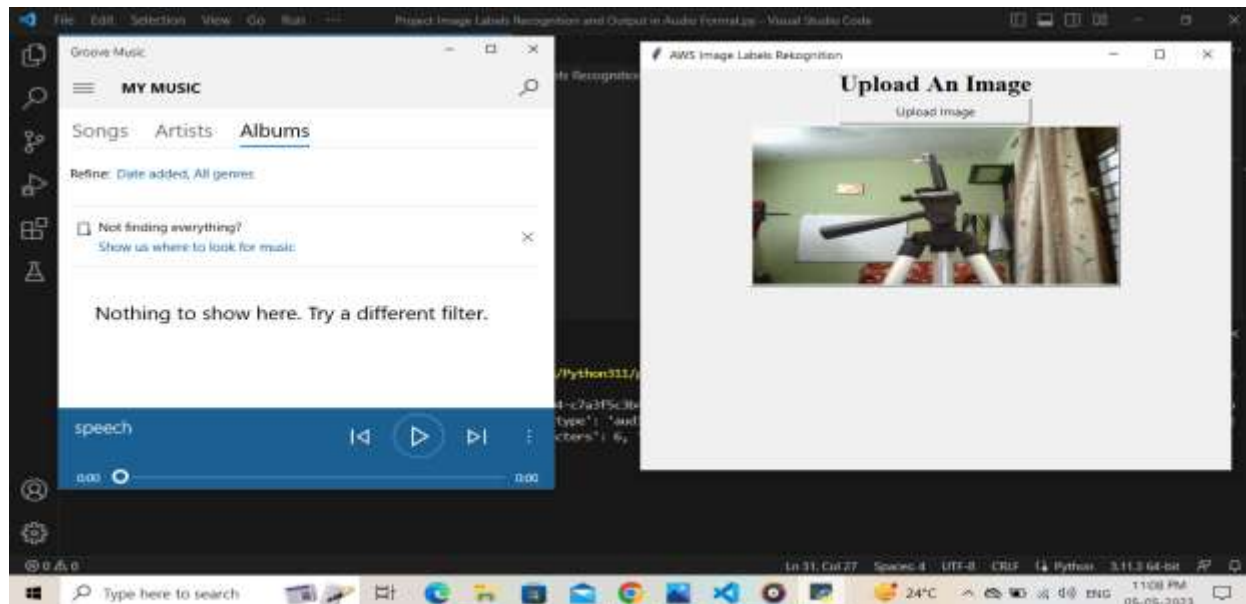 File Edit Selection View Go Run ... Project Image Labels Recognition and Output in Audio Format.py - Visual Studio Code
Groove Music
MY MUSIC
Songs Artists Albums
Refine: Date added, All genres
Not finding everything?
Show us where to look for music
Nothing to show here. Try a different filter.
speech
0:00 0:00
AWS Image Labels Rekognition
Upload An Image
Upload Image
/Python311/
Ln 31, Col 27 Spaces: 4 UTF-8 CRLF Python 3.11.3 64-bit
Type here to search
24°C ENG 11:08 PM
05-05-2023